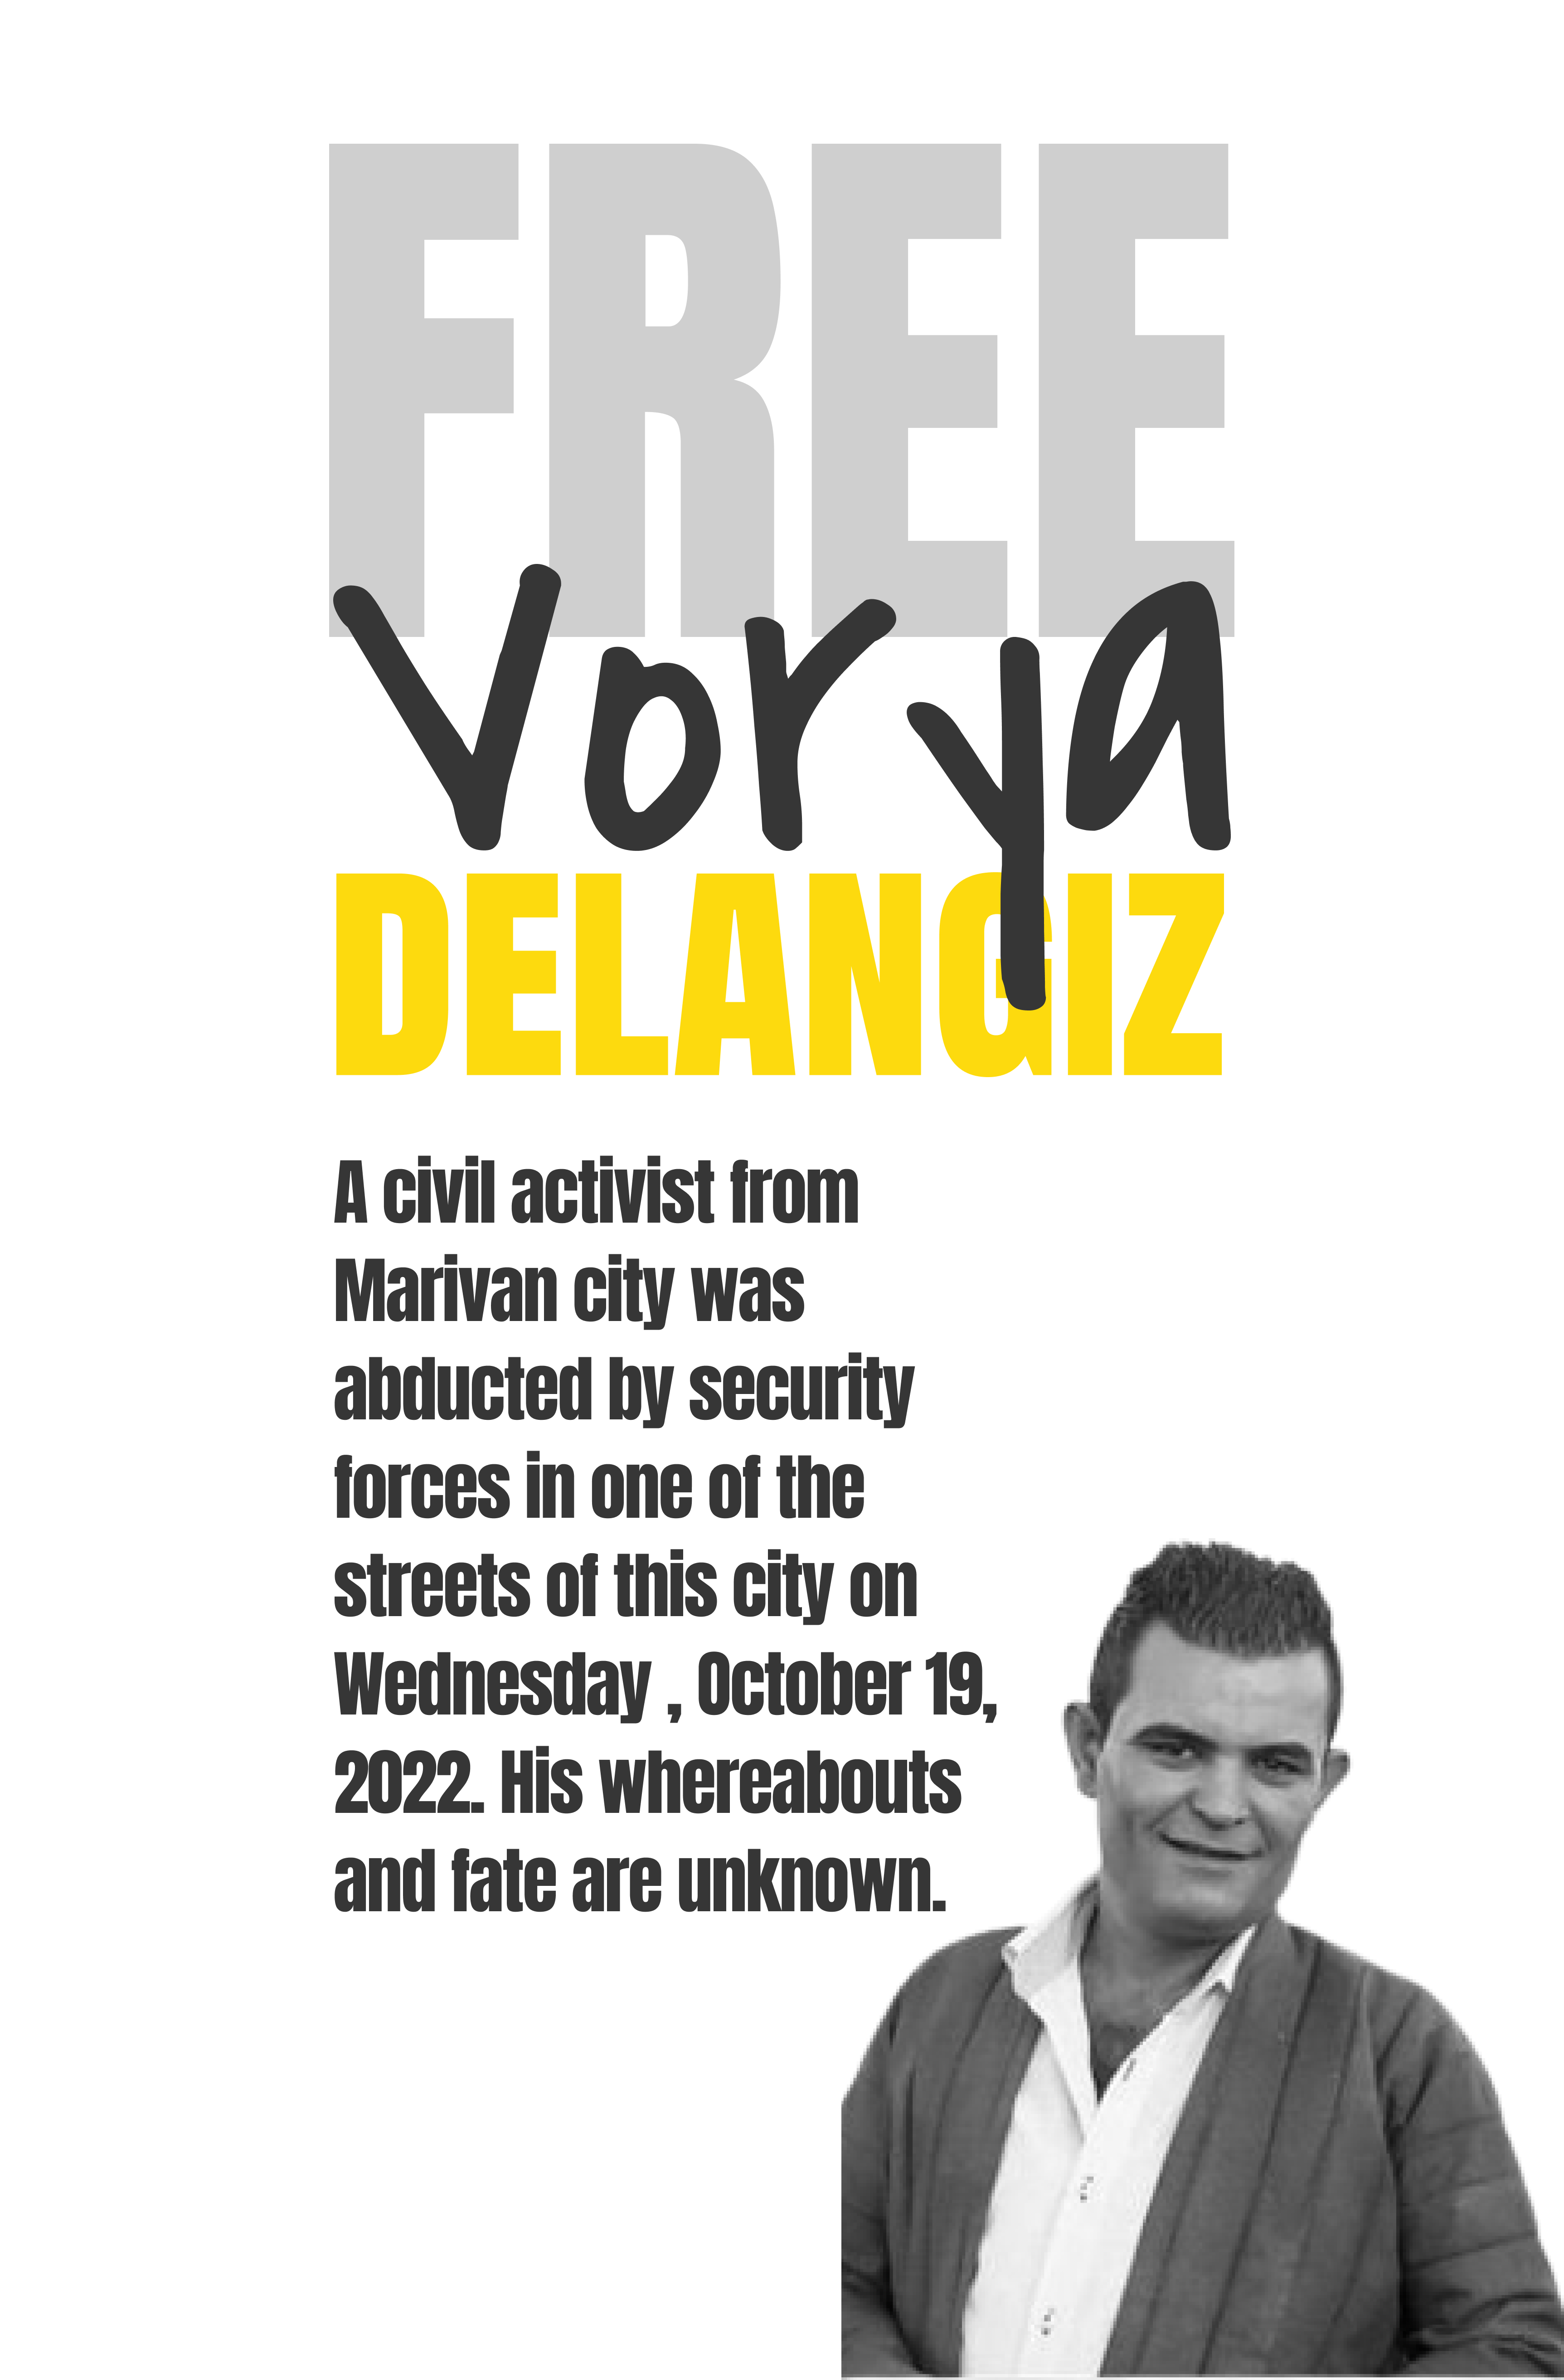 FREE
Vorya
DELANGIZ
A civil activist from
Marivan city was
abducted by security
forces in one of the
streets of this city on
Wednesday , October 19,
2022. His whereabouts
and fate are unknown.